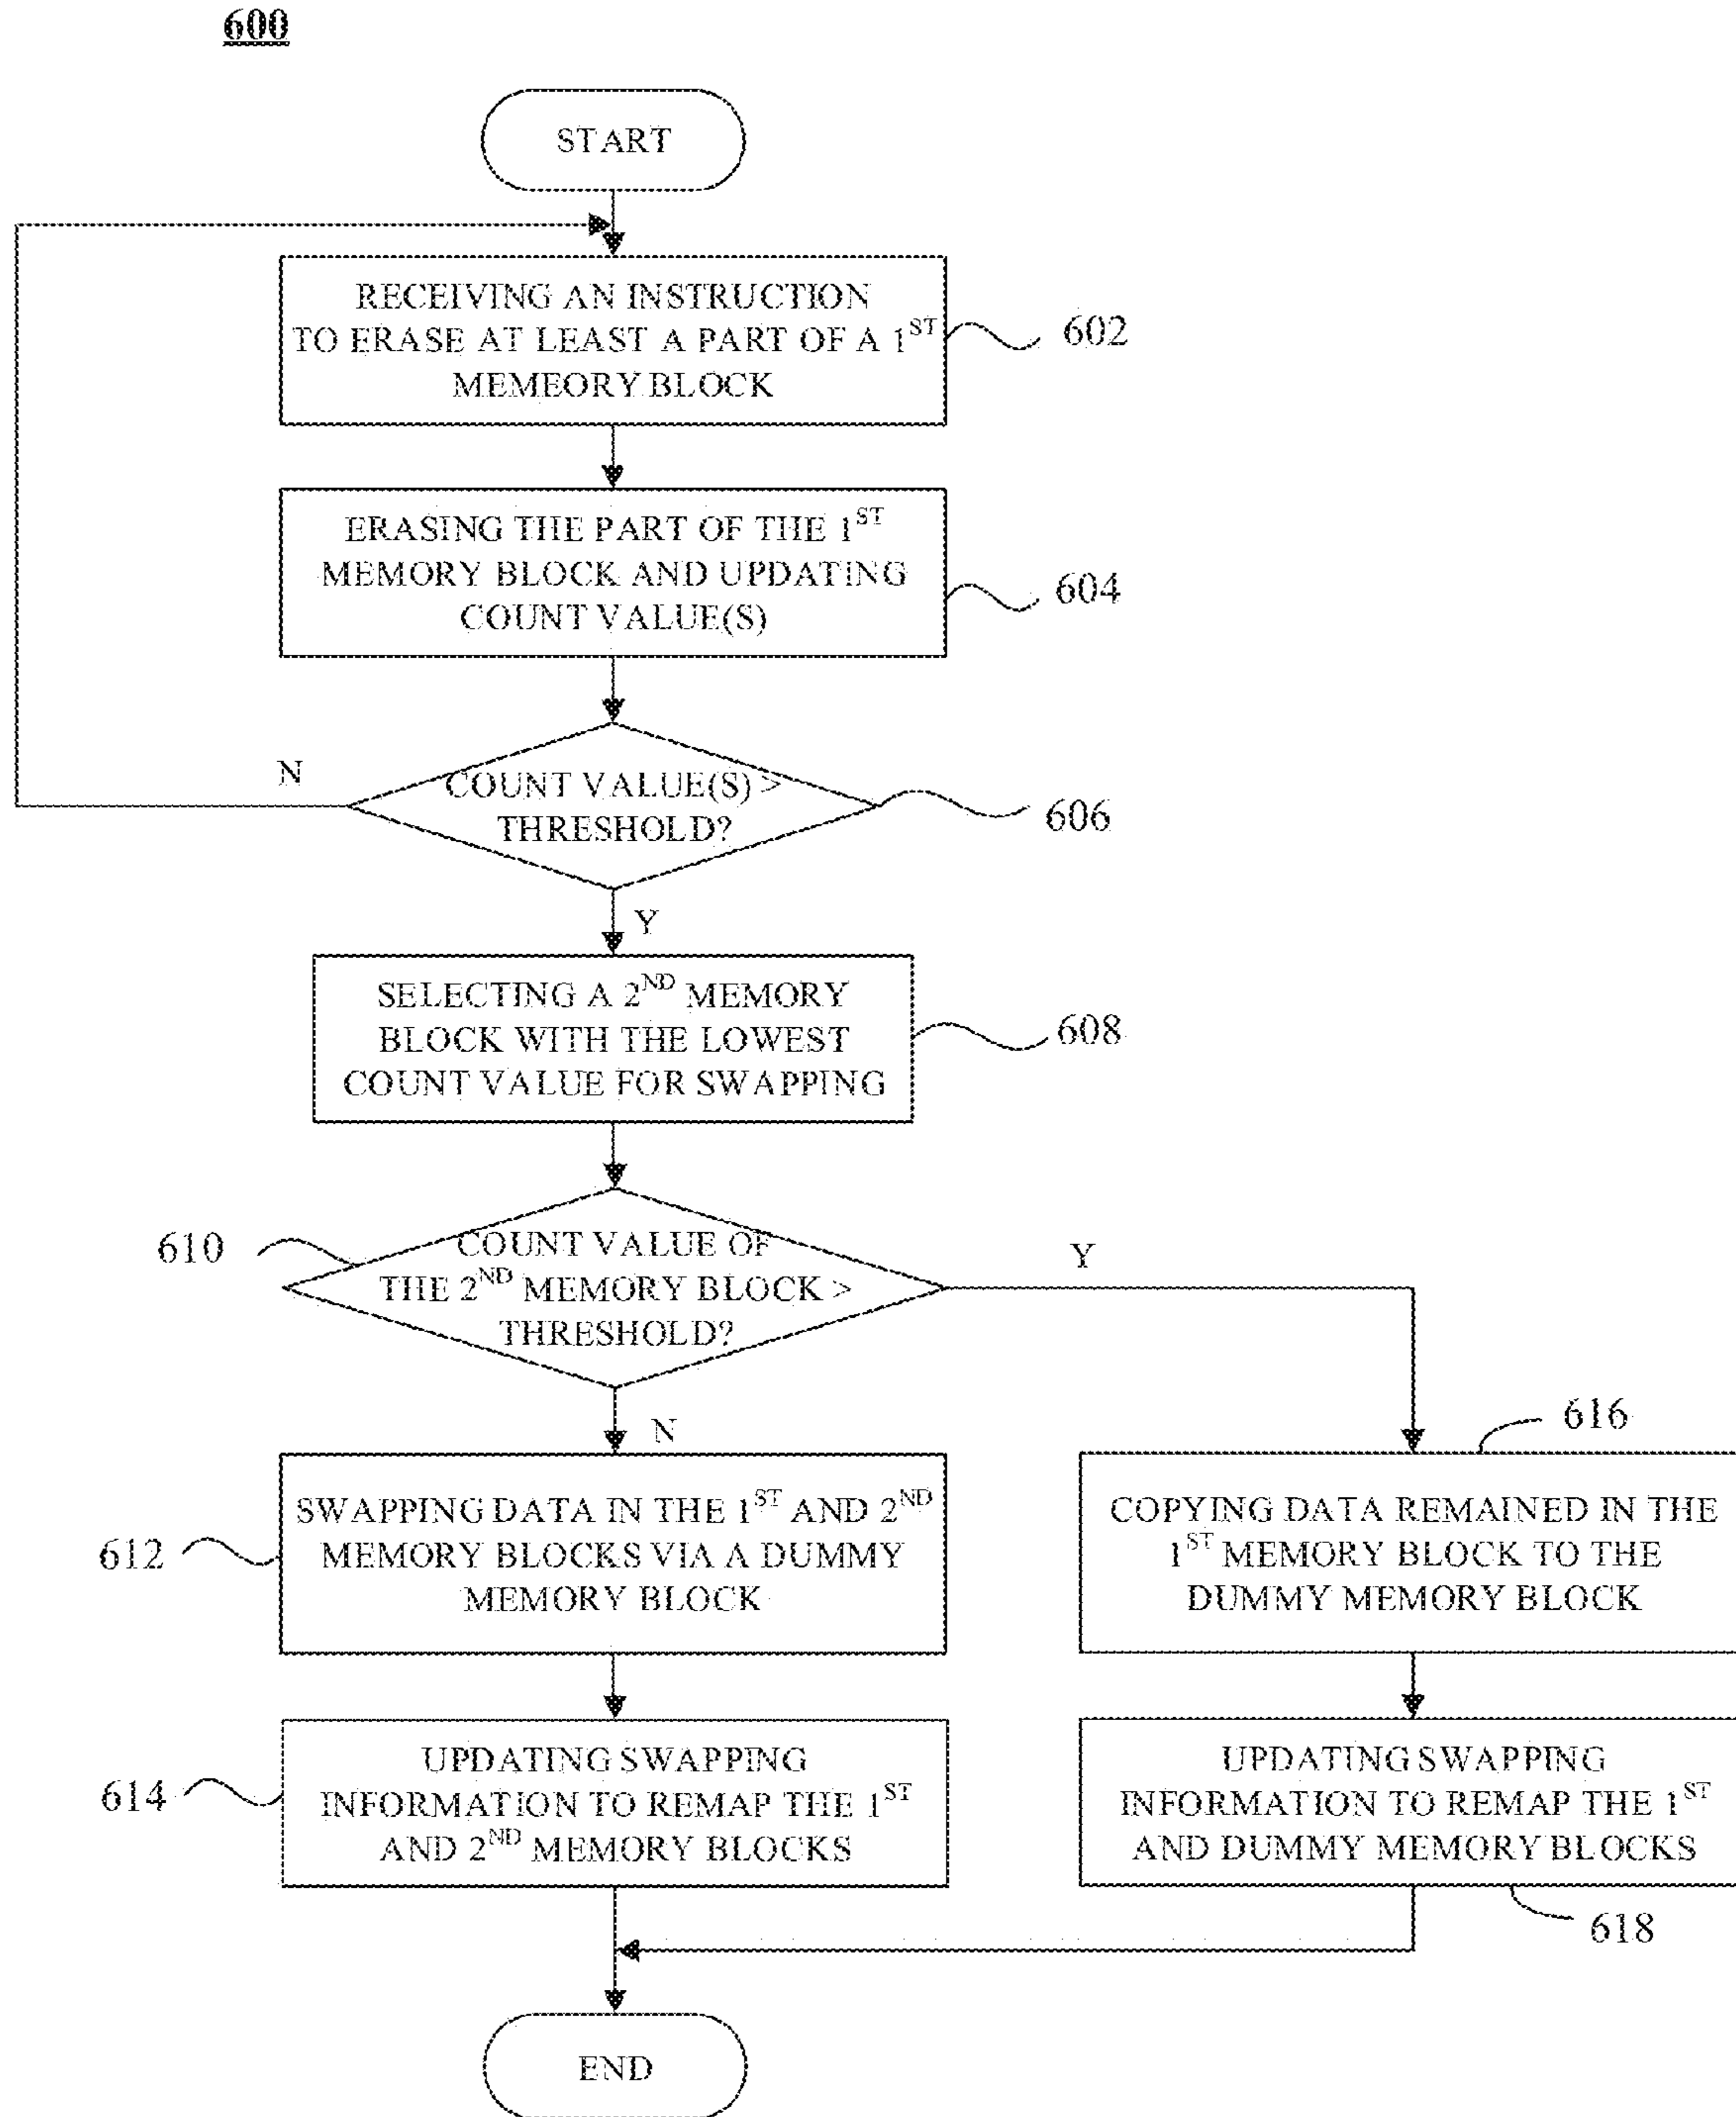 600
START
RECEIVING AN INSTRUCTION
TO ERASE AT LEAST A PART OF A 1ST
MEMEORY BLOCK
602
ERASING THE PART OF THE 1ST
MEMORY BLOCK AND UPDATING
COUNT VALUE(S)
604
N
COUNT VALUE(S) >
THRESHOLD?
606
Y
SELECTING A 2ND MEMORY
BLOCK WITH THE LOWEST
COUNT VALUE FOR SWAPPING
608
610
COUNT VALUE OF
THE 2ND MEMORY BLOCK >
THRESHOLD?
Y
N
616
SWAPPING DATA IN THE 1ST AND 2ND
MEMORY BLOCKS VIA A DUMMY
MEMORY BLOCK
612
COPYING DATA REMAINED IN THE
1ST MEMORY BLOCK TO THE
DUMMY MEMORY BLOCK
UPDATING SWAPPING
INFORMATION TO REMAP THE 1ST
AND 2ND MEMORY BLOCKS
614
UPDATING SWAPPING
INFORMATION TO REMAP THE 1ST
AND DUMMY MEMORY BLOCKS
618
END